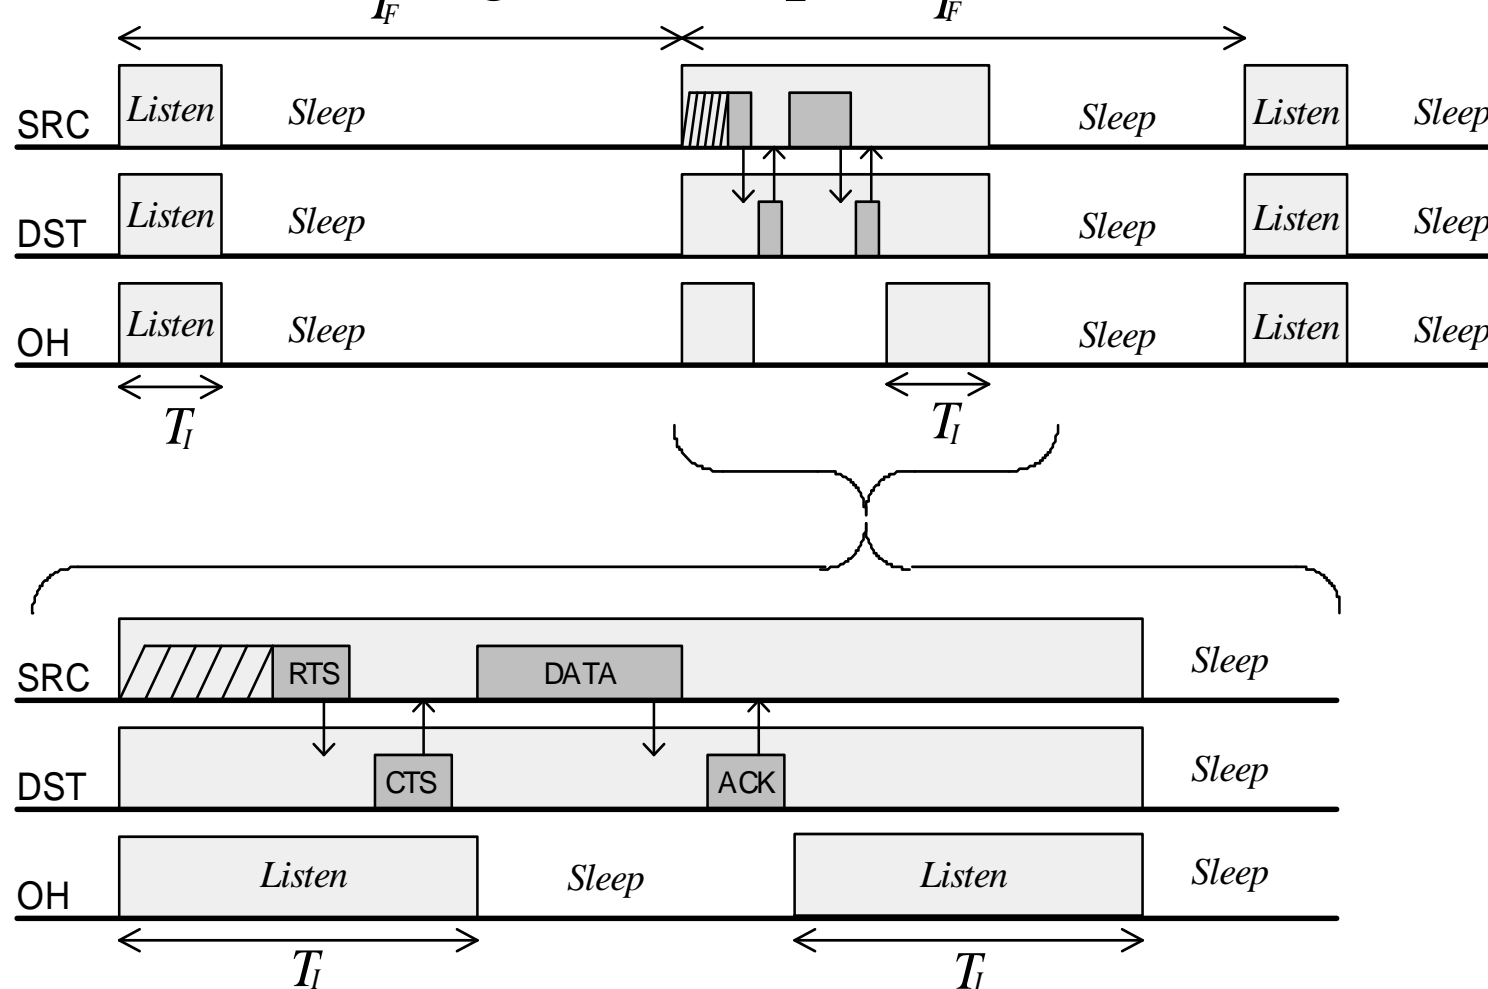 T_F T_F
SRC Listen Sleep Sleep Listen Sleep
DST Listen Sleep Sleep Listen Sleep
OH Listen Sleep Sleep Listen Sleep
T_I T_I
SRC RTS DATA Sleep
DST CTS ACK Sleep
OH Listen Sleep Listen Sleep
T_I T_I